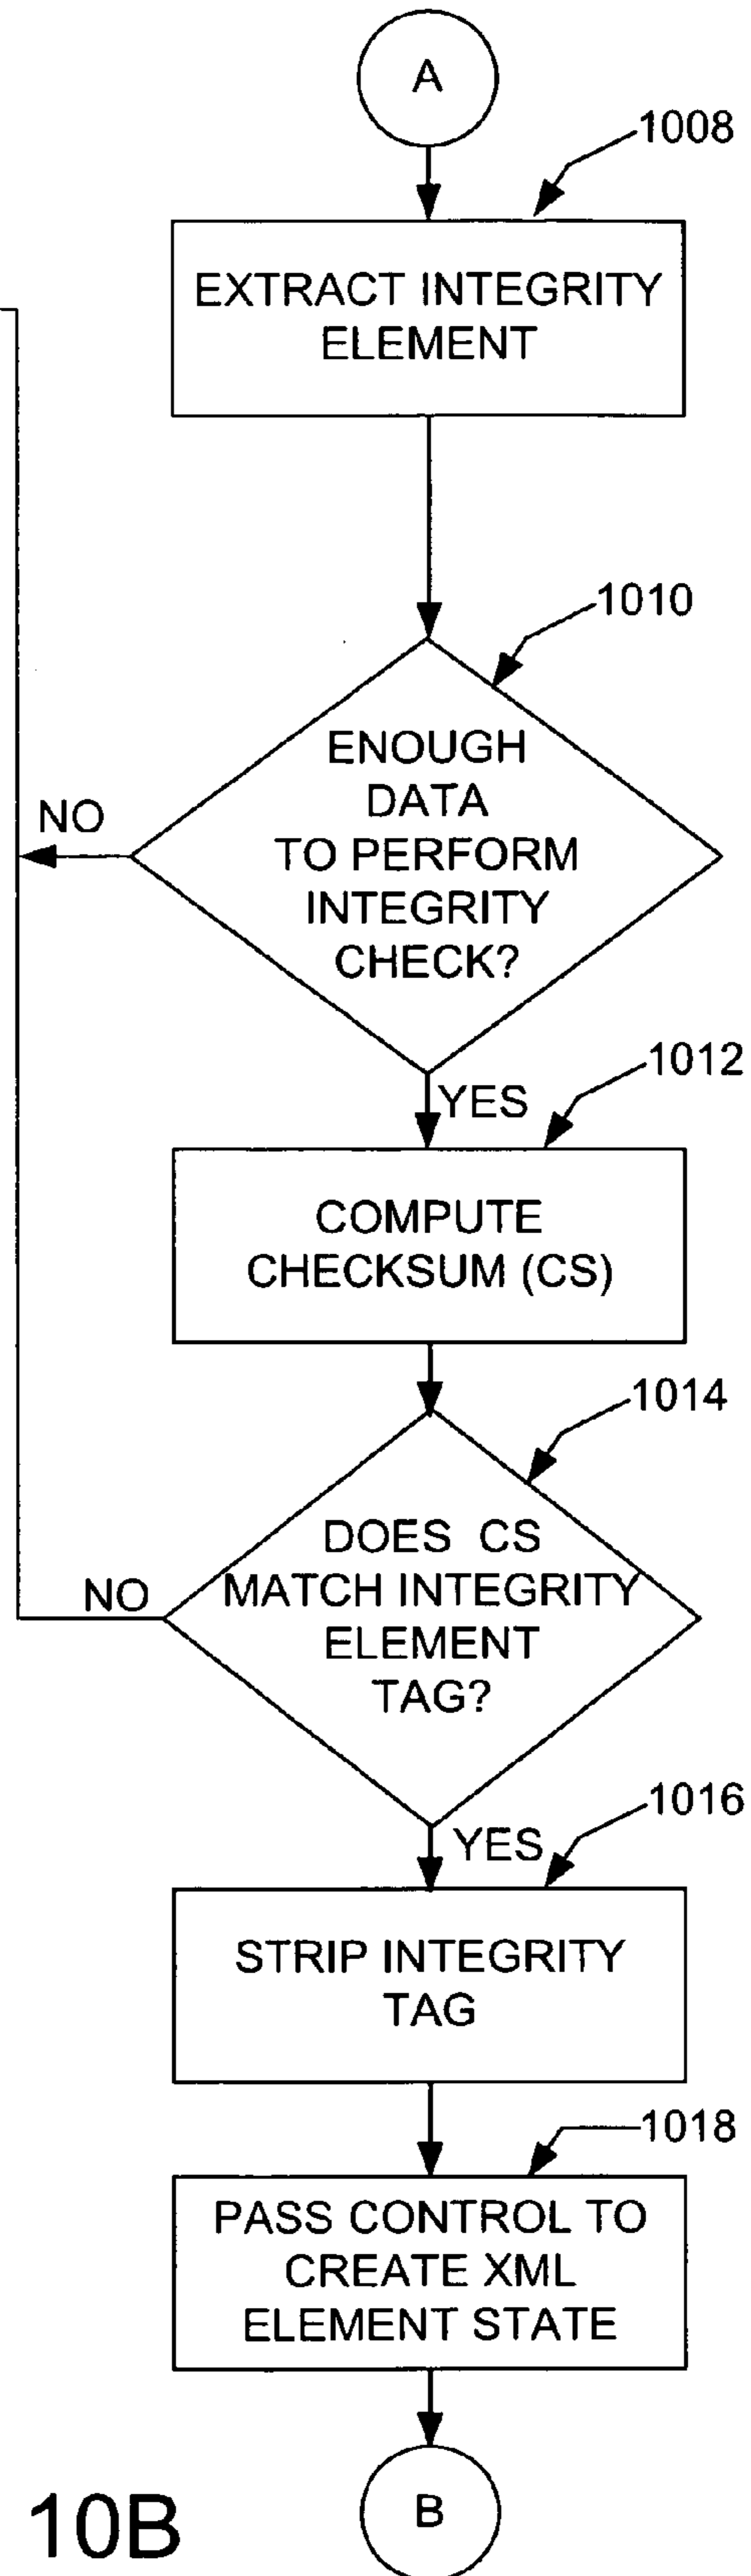 A
1008
EXTRACT INTEGRITY
ELEMENT
1010
ENOUGH
DATA
TO PERFORM
INTEGRITY
CHECK?
NO
YES
1012
COMPUTE
CHECKSUM (CS)
1014
DOES CS
MATCH INTEGRITY
ELEMENT
TAG?
NO
YES
1016
STRIP INTEGRITY
TAG
1018
PASS CONTROL TO
CREATE XML
ELEMENT STATE
B
10B